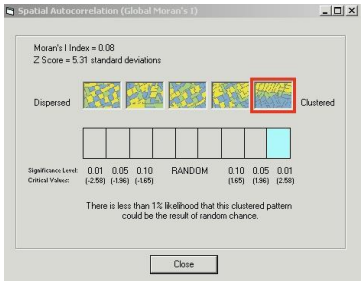 Spatial Autocorrelation (Global Moran's I)
Moran's I Index = 0.08
Z Score = 5.31 standard deviations
Dispersed Clustered
Significance Level: 0.01 0.05 0.10 RANDOM 0.10 0.05 0.01
Critical Values: (-2.58) (-1.96) (-1.65) (1.65) (1.96) (2.58)
There is less than 1% likelihood that this clustered pattern
could be the result of random chance.
Close